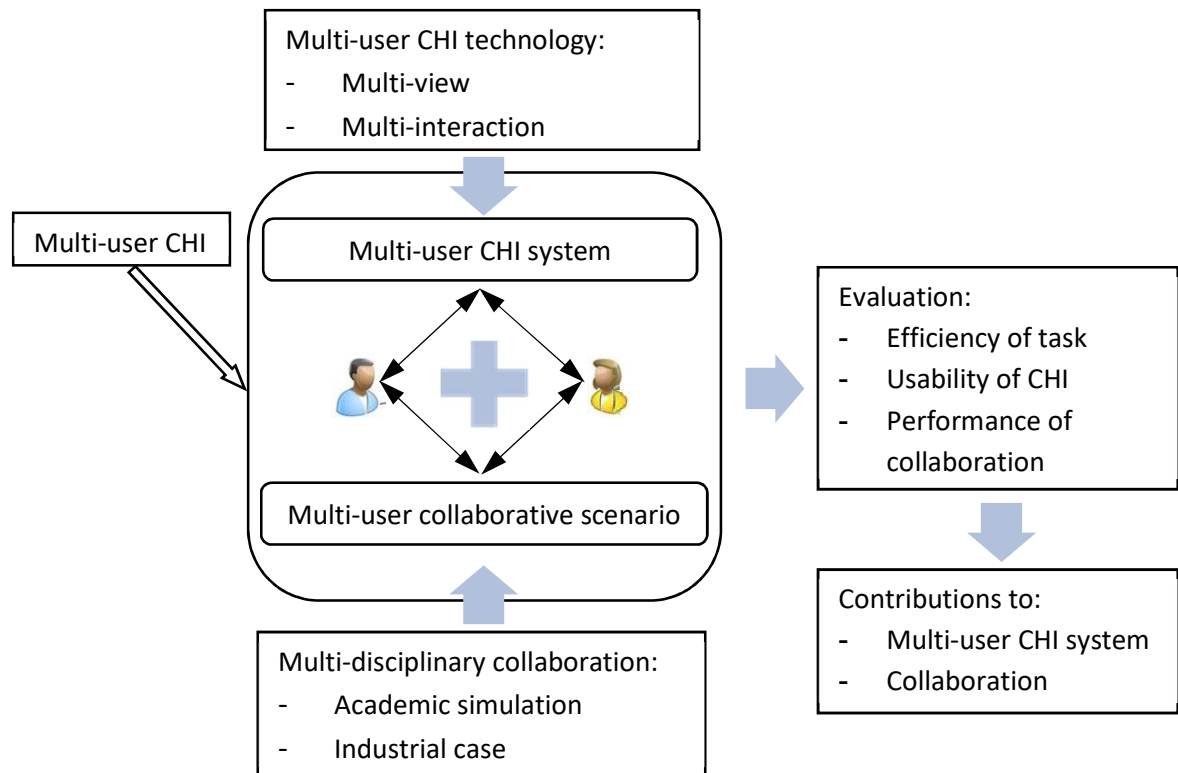 Multi-user CHI technology:
- Multi-view
- Multi-interaction
Multi-user CHI
Multi-user CHI system
Multi-user collaborative scenario
Multi-disciplinary collaboration:
- Academic simulation
- Industrial case
Evaluation:
- Efficiency of task
- Usability of CHI
- Performance of
collaboration
Contributions to:
- Multi-user CHI system
- Collaboration